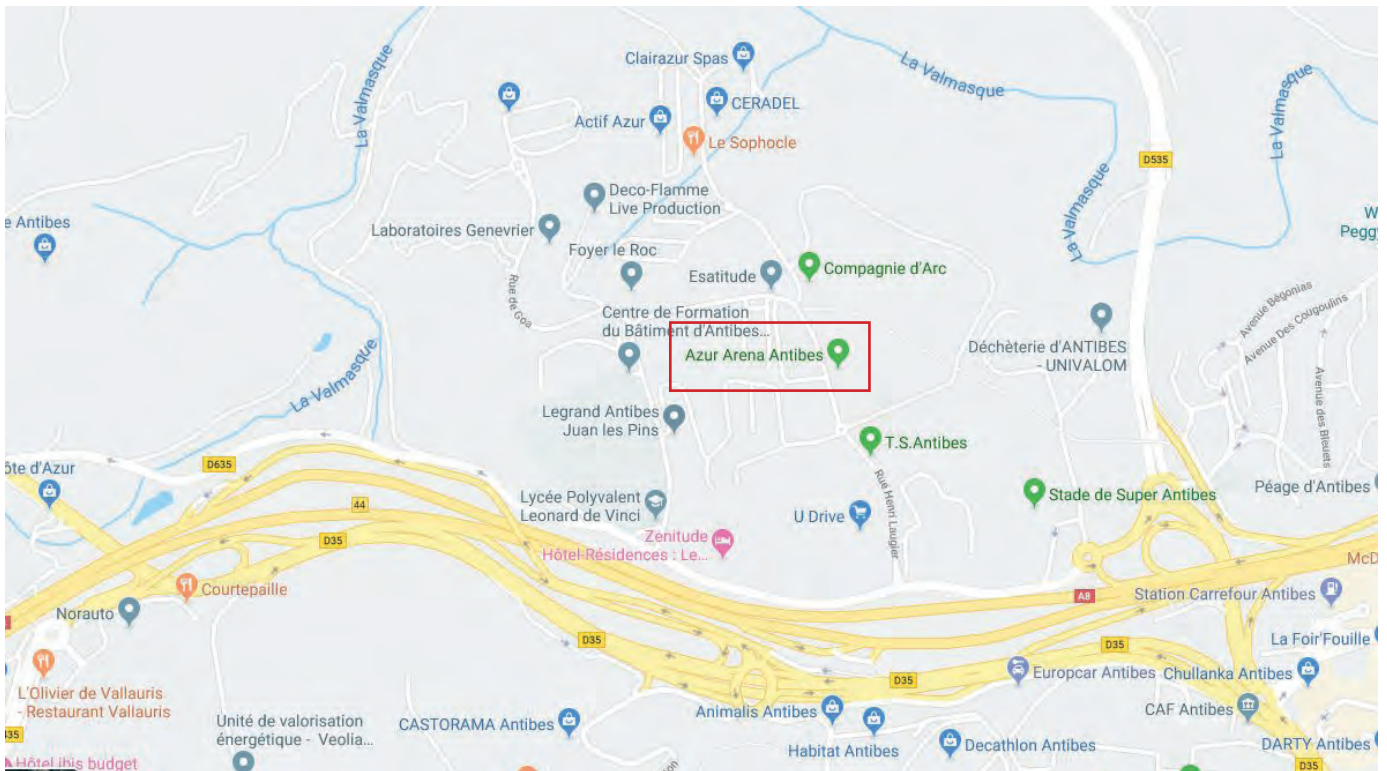 Clairazur Spas
La Valmasque
La Valmasque
La Valmasque
CERADEL
Actif Azur
Le Sophocle
D535
La Valmasque
Deco-Flamme
Live Production
e Antibes
Laboratoires Genevrier
W
Peggy
Foyer le Roc
Esatitude
Compagnie d'Arc
Rue de Goa
Avenue Bégonias
Avenue Des Cougoulins
Centre de Formation
du Bâtiment d'Antibes...
Azur Arena Antibes
Déchèterie d'ANTIBES
- UNIVALOM
La Valmasque
Avenue des Bleuets
Legrand Antibes
Juan les Pins
T.S.Antibes
ôte d'Azur
D635
Rue Henri Laugier
Stade de Super Antibes
Péage d'Antibes
44
Lycée Polyvalent
Leonard de Vinci
U Drive
D35
Zenitude
Hôtel-Résidences : Le...
McD
Courtepaille
A8
Station Carrefour Antibes
Norauto
D35
D35
La Foir'Fouille
Europcar Antibes
Chullanka Antibes
D35
L'Olivier de Vallauris
- Restaurant Vallauris
CAF Antibes
Animalis Antibes
Unité de valorisation
énergétique - Veolia...
CASTORAMA Antibes
435
Habitat Antibes
Decathlon Antibes
DARTY Antibes
Hôtel ibis budget
D35